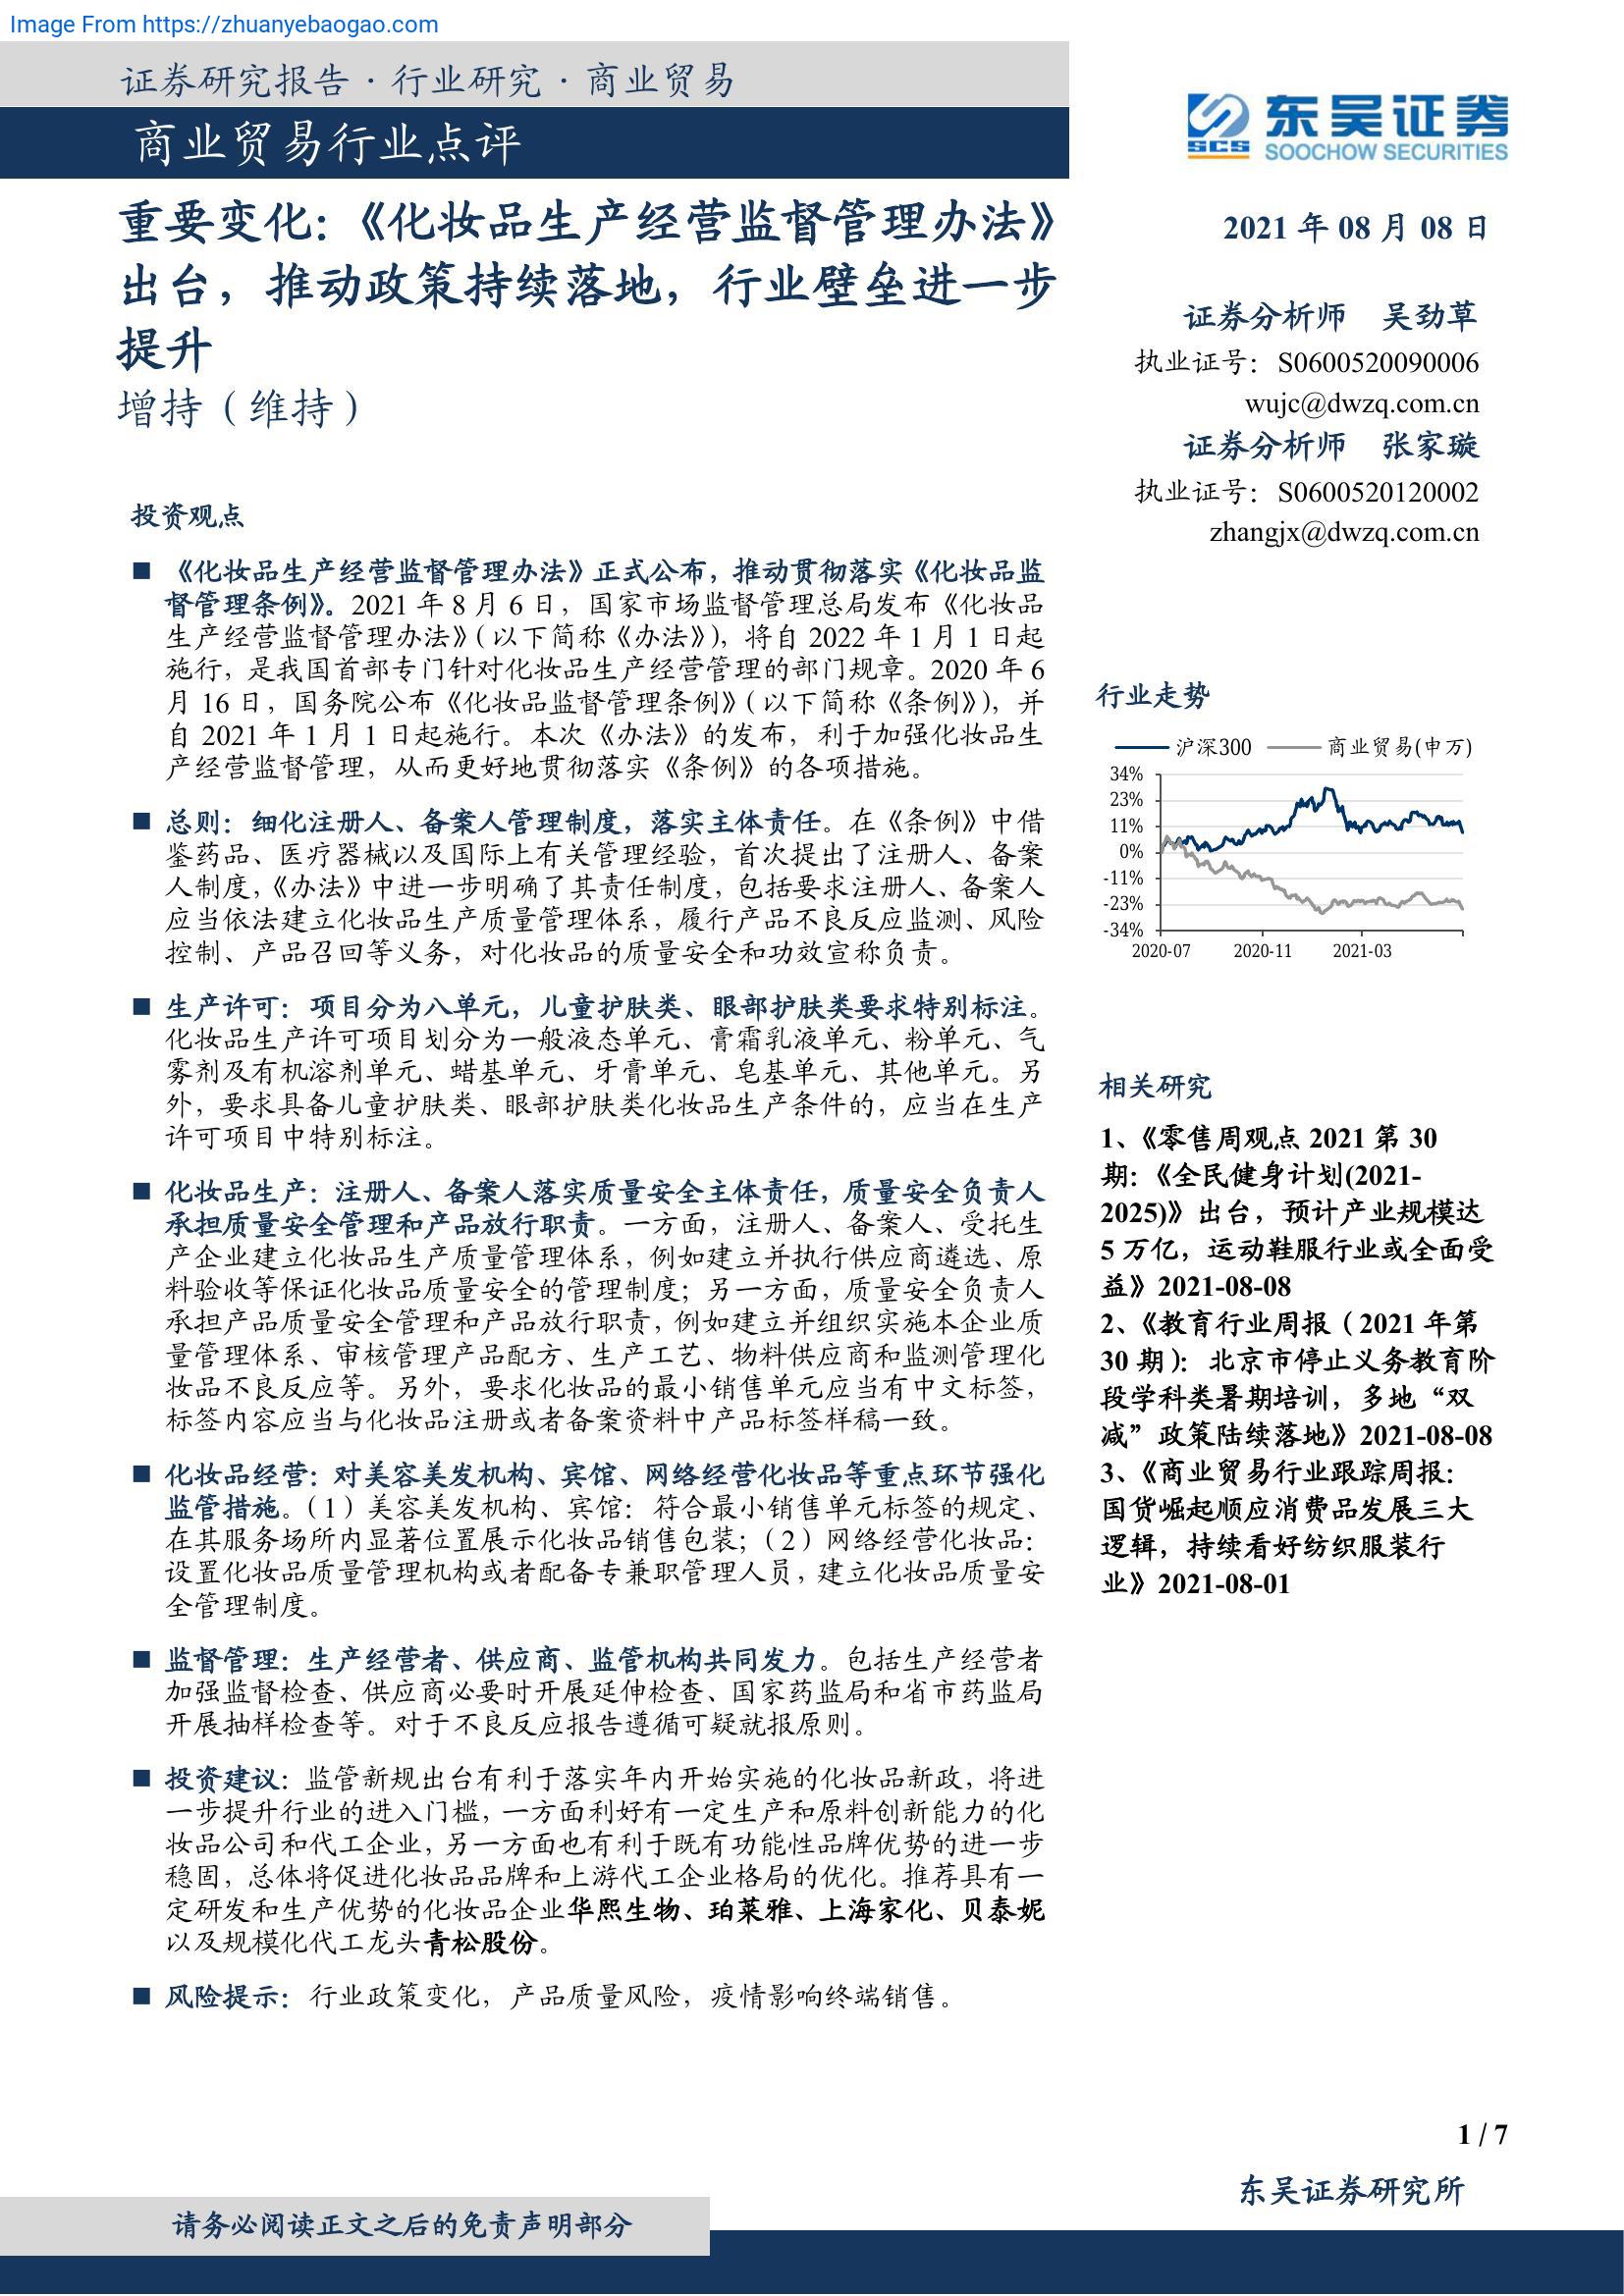 Image From https://zhuanyebaogao.com
证券研究报告·行业研究·商业贸易
商业贸易行业点评
东吴证券
SCS
SOOCHOW SECURITIES
重要变化：《化妆品生产经营监督管理办法》
出台，推动政策持续落地，行业壁垒进一步
提升
增持（维持）
投资观点
■ 《化妆品生产经营监督管理办法》正式公布，推动贯彻落实《化妆品监
督管理条例》。2021 年 8 月 6 日，国家市场监督管理总局发布《化妆品
生产经营监督管理办法》（以下简称《办法》），将自 2022 年 1 月 1 日起
施行，是我国首部专门针对化妆品生产经营管理的部门规章。2020 年 6
月 16 日，国务院公布《化妆品监督管理条例》（以下简称《条例》），并
自 2021 年 1 月 1 日起施行。本次《办法》的发布，利于加强化妆品生
产经营监督管理，从而更好地贯彻落实《条例》的各项措施。
■ 总则：细化注册人、备案人管理制度，落实主体责任。在《条例》中借
鉴药品、医疗器械以及国际上有关管理经验，首次提出了注册人、备案
人制度，《办法》中进一步明确了其责任制度，包括要求注册人、备案人
应当依法建立化妆品生产质量管理体系，履行产品不良反应监测、风险
控制、产品召回等义务，对化妆品的质量安全和功效宣称负责。
■ 生产许可：项目分为八单元，儿童护肤类、眼部护肤类要求特别标注。
化妆品生产许可项目划分为一般液态单元、膏霜乳液单元、粉单元、气
雾剂及有机溶剂单元、蜡基单元、牙膏单元、皂基单元、其他单元。另
外，要求具备儿童护肤类、眼部护肤类化妆品生产条件的，应当在生产
许可项目中特别标注。
■ 化妆品生产：注册人、备案人落实质量安全主体责任，质量安全负责人
承担质量安全管理和产品放行职责。一方面，注册人、备案人、受托生
产企业建立化妆品生产质量管理体系，例如建立并执行供应商遴选、原
料验收等保证化妆品质量安全的管理制度；另一方面，质量安全负责人
承担产品质量安全管理和产品放行职责，例如建立并组织实施本企业质
量管理体系、审核管理产品配方、生产工艺、物料供应商和监测管理化
妆品不良反应等。另外，要求化妆品的最小销售单元应当有中文标签，
标签内容应当与化妆品注册或者备案资料中产品标签样稿一致。
■ 化妆品经营：对美容美发机构、宾馆、网络经营化妆品等重点环节强化
监管措施。（1）美容美发机构、宾馆：符合最小销售单元标签的规定、
在其服务场所内显著位置展示化妆品销售包装；（2）网络经营化妆品：
设置化妆品质量管理机构或者配备专兼职管理人员，建立化妆品质量安
全管理制度。
■ 监督管理：生产经营者、供应商、监管机构共同发力。包括生产经营者
加强监督检查、供应商必要时开展延伸检查、国家药监局和省市药监局
开展抽样检查等。对于不良反应报告遵循可疑就报原则。
■ 投资建议：监管新规出台有利于落实年内开始实施的化妆品新政，将进
一步提升行业的进入门槛，一方面利好有一定生产和原料创新能力的化
妆品公司和代工企业，另一方面也有利于既有功能性品牌优势的进一步
稳固，总体将促进化妆品品牌和上游代工企业格局的优化。推荐具有一
定研发和生产优势的化妆品企业华熙生物、珀莱雅、上海家化、贝泰妮
以及规模化代工龙头青松股份。
■ 风险提示：行业政策变化，产品质量风险，疫情影响终端销售。
2021 年 08 月 08 日
证券分析师 吴劲草
执业证号：S0600520090006
wujc@dwzq.com.cn
证券分析师 张家璇
执业证号：S0600520120002
zhangjx@dwzq.com.cn
行业走势
沪深300 商业贸易(申万)
34%
23%
11%
0%
-11%
-23%
-34%
2020-07 2020-11 2021-03
相关研究
1、《零售周观点 2021 第 30
期：《全民健身计划(2021-
2025)》出台，预计产业规模达
5 万亿，运动鞋服行业或全面受
益》2021-08-08
2、《教育行业周报（2021 年第
30 期）：北京市停止义务教育阶
段学科类暑期培训，多地“双
减”政策陆续落地》2021-08-08
3、《商业贸易行业跟踪周报：
国货崛起顺应消费品发展三大
逻辑，持续看好纺织服装行
业》2021-08-01
1 / 7
东吴证券研究所
请务必阅读正文之后的免责声明部分